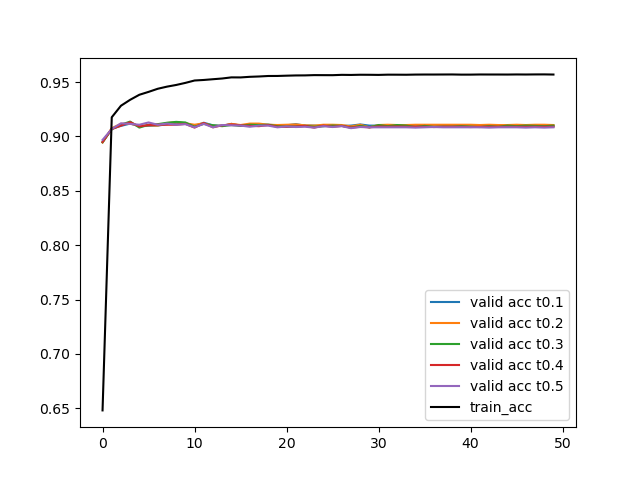 0.95
0.90
0.85
0.80
0.75
0.70
0.65
0 10 20 30 40 50
valid acc t0.1
valid acc t0.2
valid acc t0.3
valid acc t0.4
valid acc t0.5
train_acc